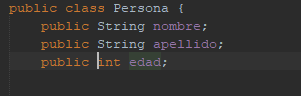 public class Persona {
    public String nombre;
    public String apellido;
    public int edad;